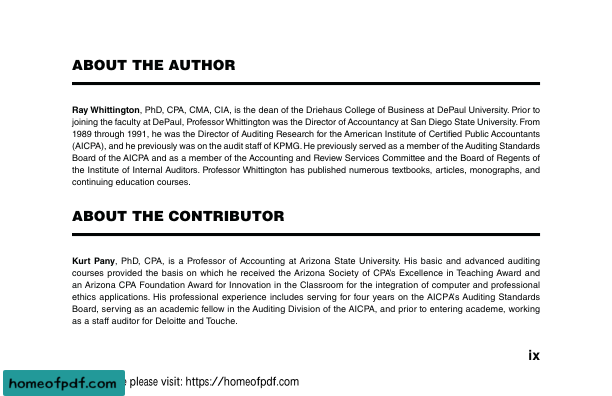 ABOUT THE AUTHOR
Ray Whittington, PhD, CPA, CMA, CIA, is the dean of the Driehaus College of Business at DePaul University. Prior to
joining the faculty at DePaul, Professor Whittington was the Director of Accountancy at San Diego State University. From
1989 through 1991, he was the Director of Auditing Research for the American Institute of Certified Public Accountants
(AICPA), and he previously was on the audit staff of KPMG. He previously served as a member of the Auditing Standards
Board of the AICPA and as a member of the Accounting and Review Services Committee and the Board of Regents of
the Institute of Internal Auditors. Professor Whittington has published numerous textbooks, articles, monographs, and
continuing education courses.
ABOUT THE CONTRIBUTOR
Kurt Pany, PhD, CPA, is a Professor of Accounting at Arizona State University. His basic and advanced auditing
courses provided the basis on which he received the Arizona Society of CPA's Excellence in Teaching Award and
an Arizona CPA Foundation Award for Innovation in the Classroom for the integration of computer and professional
ethics applications. His professional experience includes serving for four years on the AICPA's Auditing Standards
Board, serving as an academic fellow in the Auditing Division of the AICPA, and prior to entering academe, working
as a staff auditor for Deloitte and Touche.
ix
homeofpdf.com please visit: https://homeofpdf.com